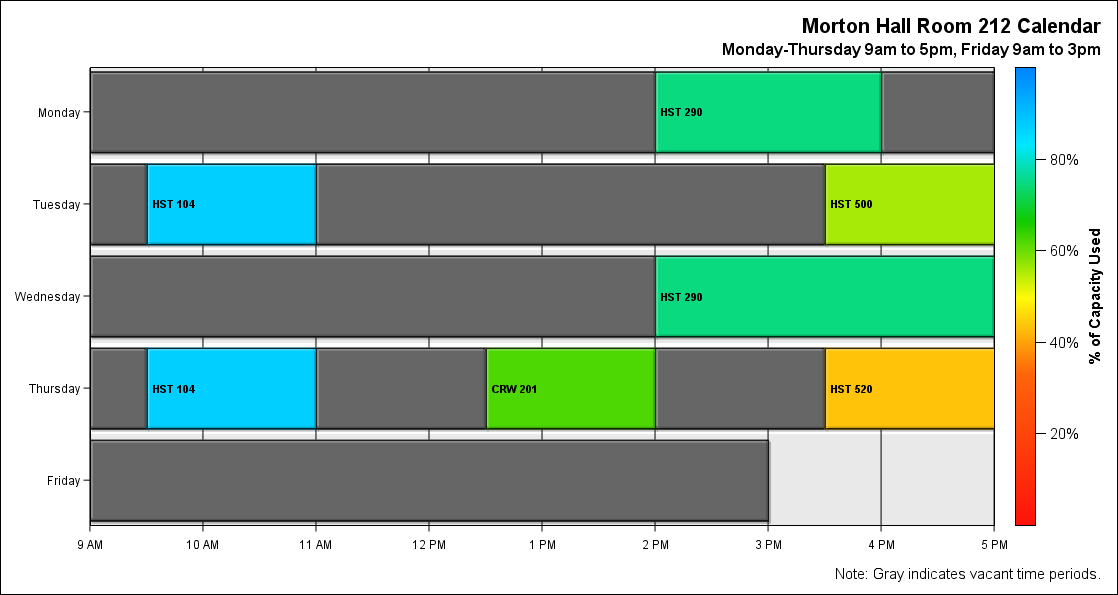 Morton Hall Room 212 Calendar
Monday-Thursday 9am to 5pm, Friday 9am to 3pm
Monday
HST 290
Tuesday
HST 104
HST 500
Wednesday
HST 290
Thursday
HST 104
CRW 201
HST 520
Friday
9 AM
10 AM
11 AM
12 PM
1 PM
2 PM
3 PM
4 PM
5 PM
80%
60%
40%
20%
% of Capacity Used
Note: Gray indicates vacant time periods.